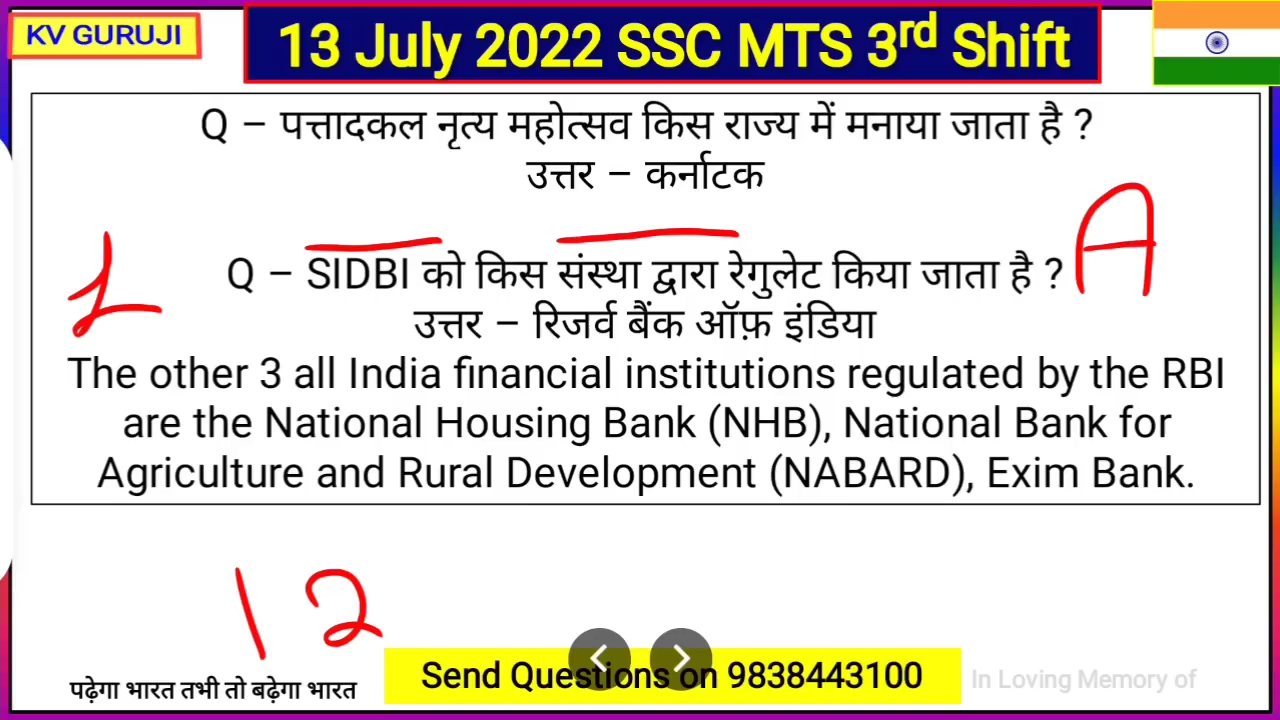 KV GURUJI
13 July 2022 SSC MTS 3rd Shift
Q – पत्तादकल नृत्य महोत्सव किस राज्य में मनाया जाता है ?
उत्तर – कर्नाटक
A
L
Q – SIDBI को किस संस्था द्वारा रेगुलेट किया जाता है ?
उत्तर – रिजर्व बैंक ऑफ़ इंडिया
The other 3 all India financial institutions regulated by the RBI
are the National Housing Bank (NHB), National Bank for
Agriculture and Rural Development (NABARD), Exim Bank.
12
पढ़ेगा भारत तभी तो बढ़ेगा भारत
Send Questions on 9838443100
In Loving Memory of